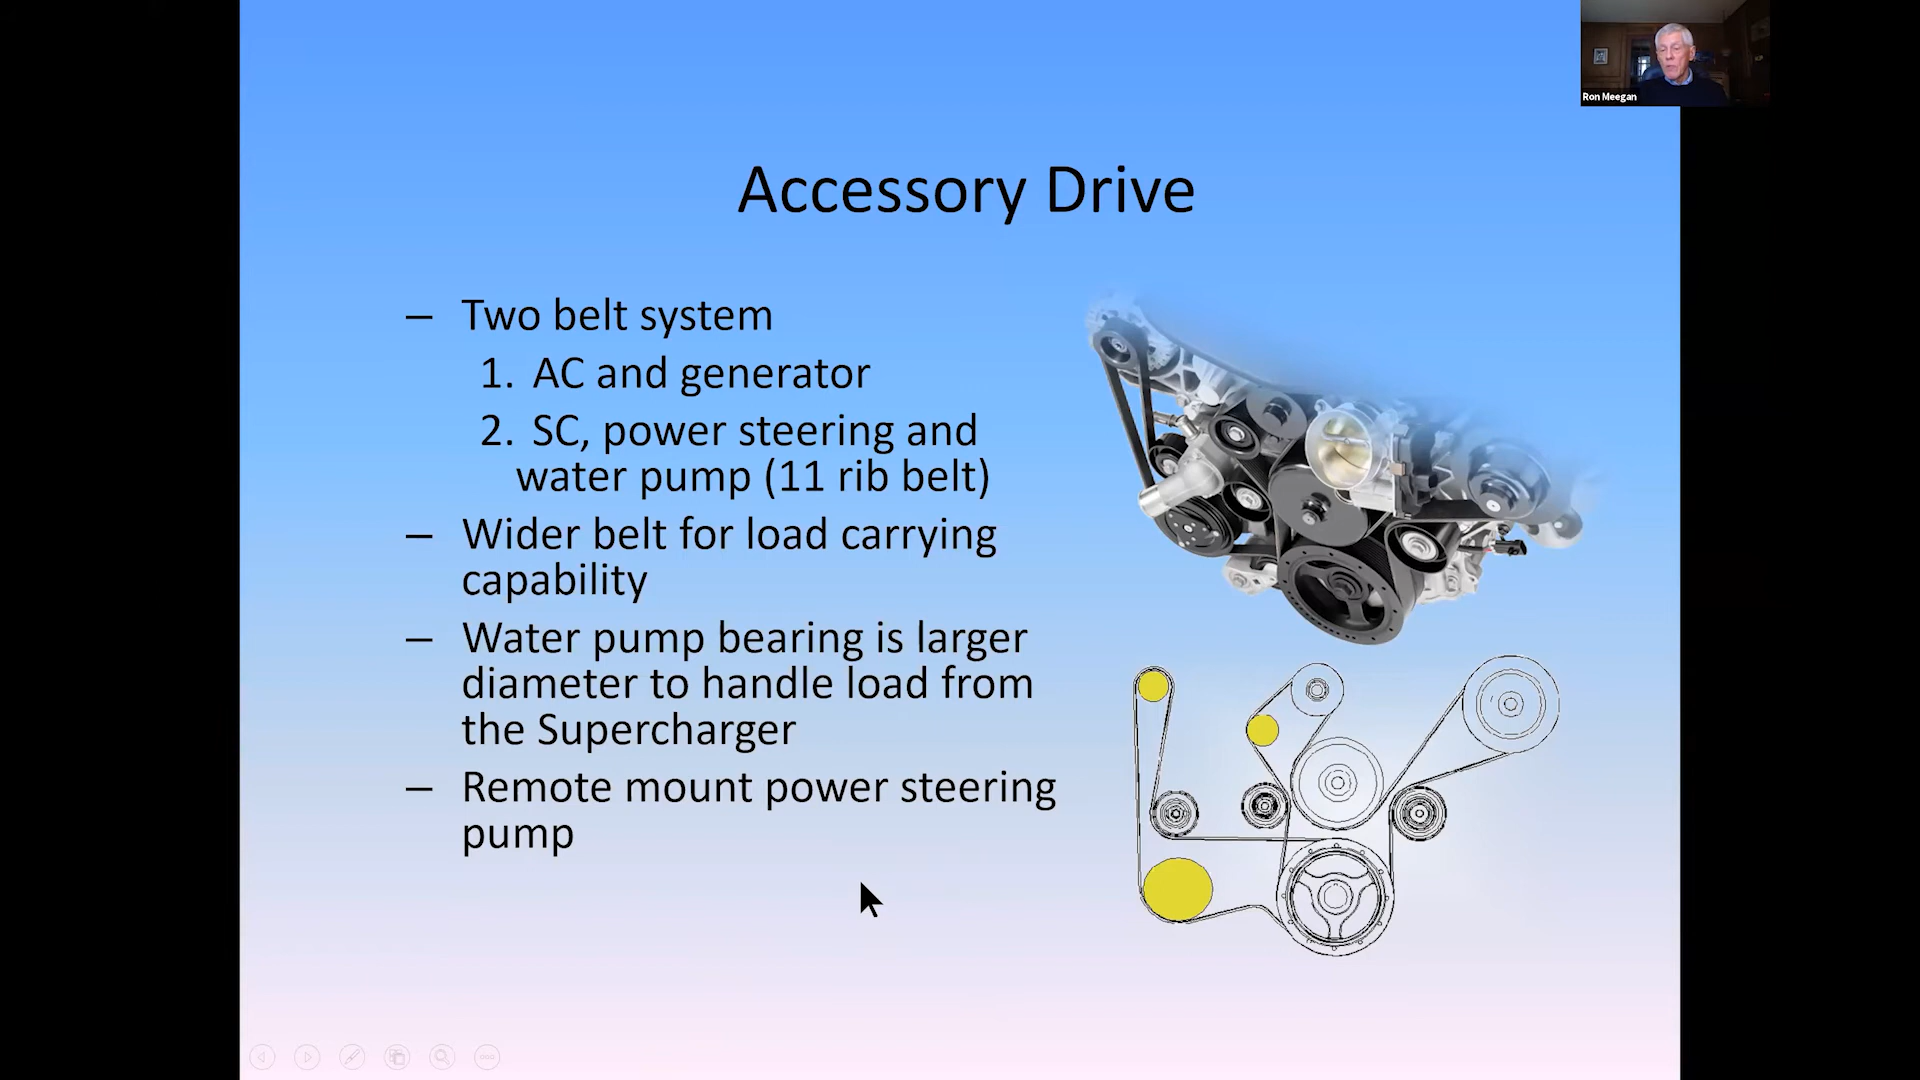 Ron Meegan
Accessory Drive
– Two belt system
1. AC and generator
2. SC, power steering and
water pump (11 rib belt)
– Wider belt for load carrying
capability
– Water pump bearing is larger
diameter to handle load from
the Supercharger
– Remote mount power steering
pump